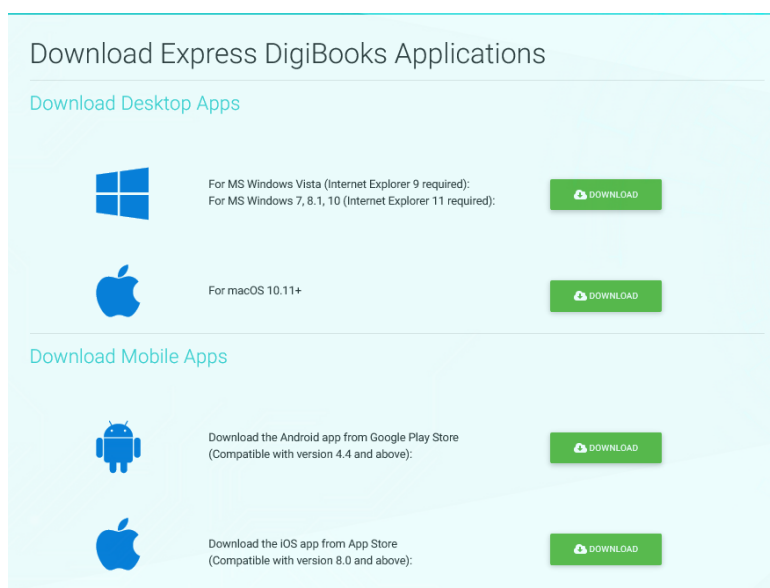 Download Express DigiBooks Applications
Download Desktop Apps
For MS Windows Vista (Internet Explorer 9 required):
For MS Windows 7, 8.1, 10 (Internet Explorer 11 required):
DOWNLOAD
For macOS 10.11+
DOWNLOAD
Download Mobile Apps
Download the Android app from Google Play Store
(Compatible with version 4.4 and above):
DOWNLOAD
Download the iOS app from App Store
(Compatible with version 8.0 and above):
DOWNLOAD